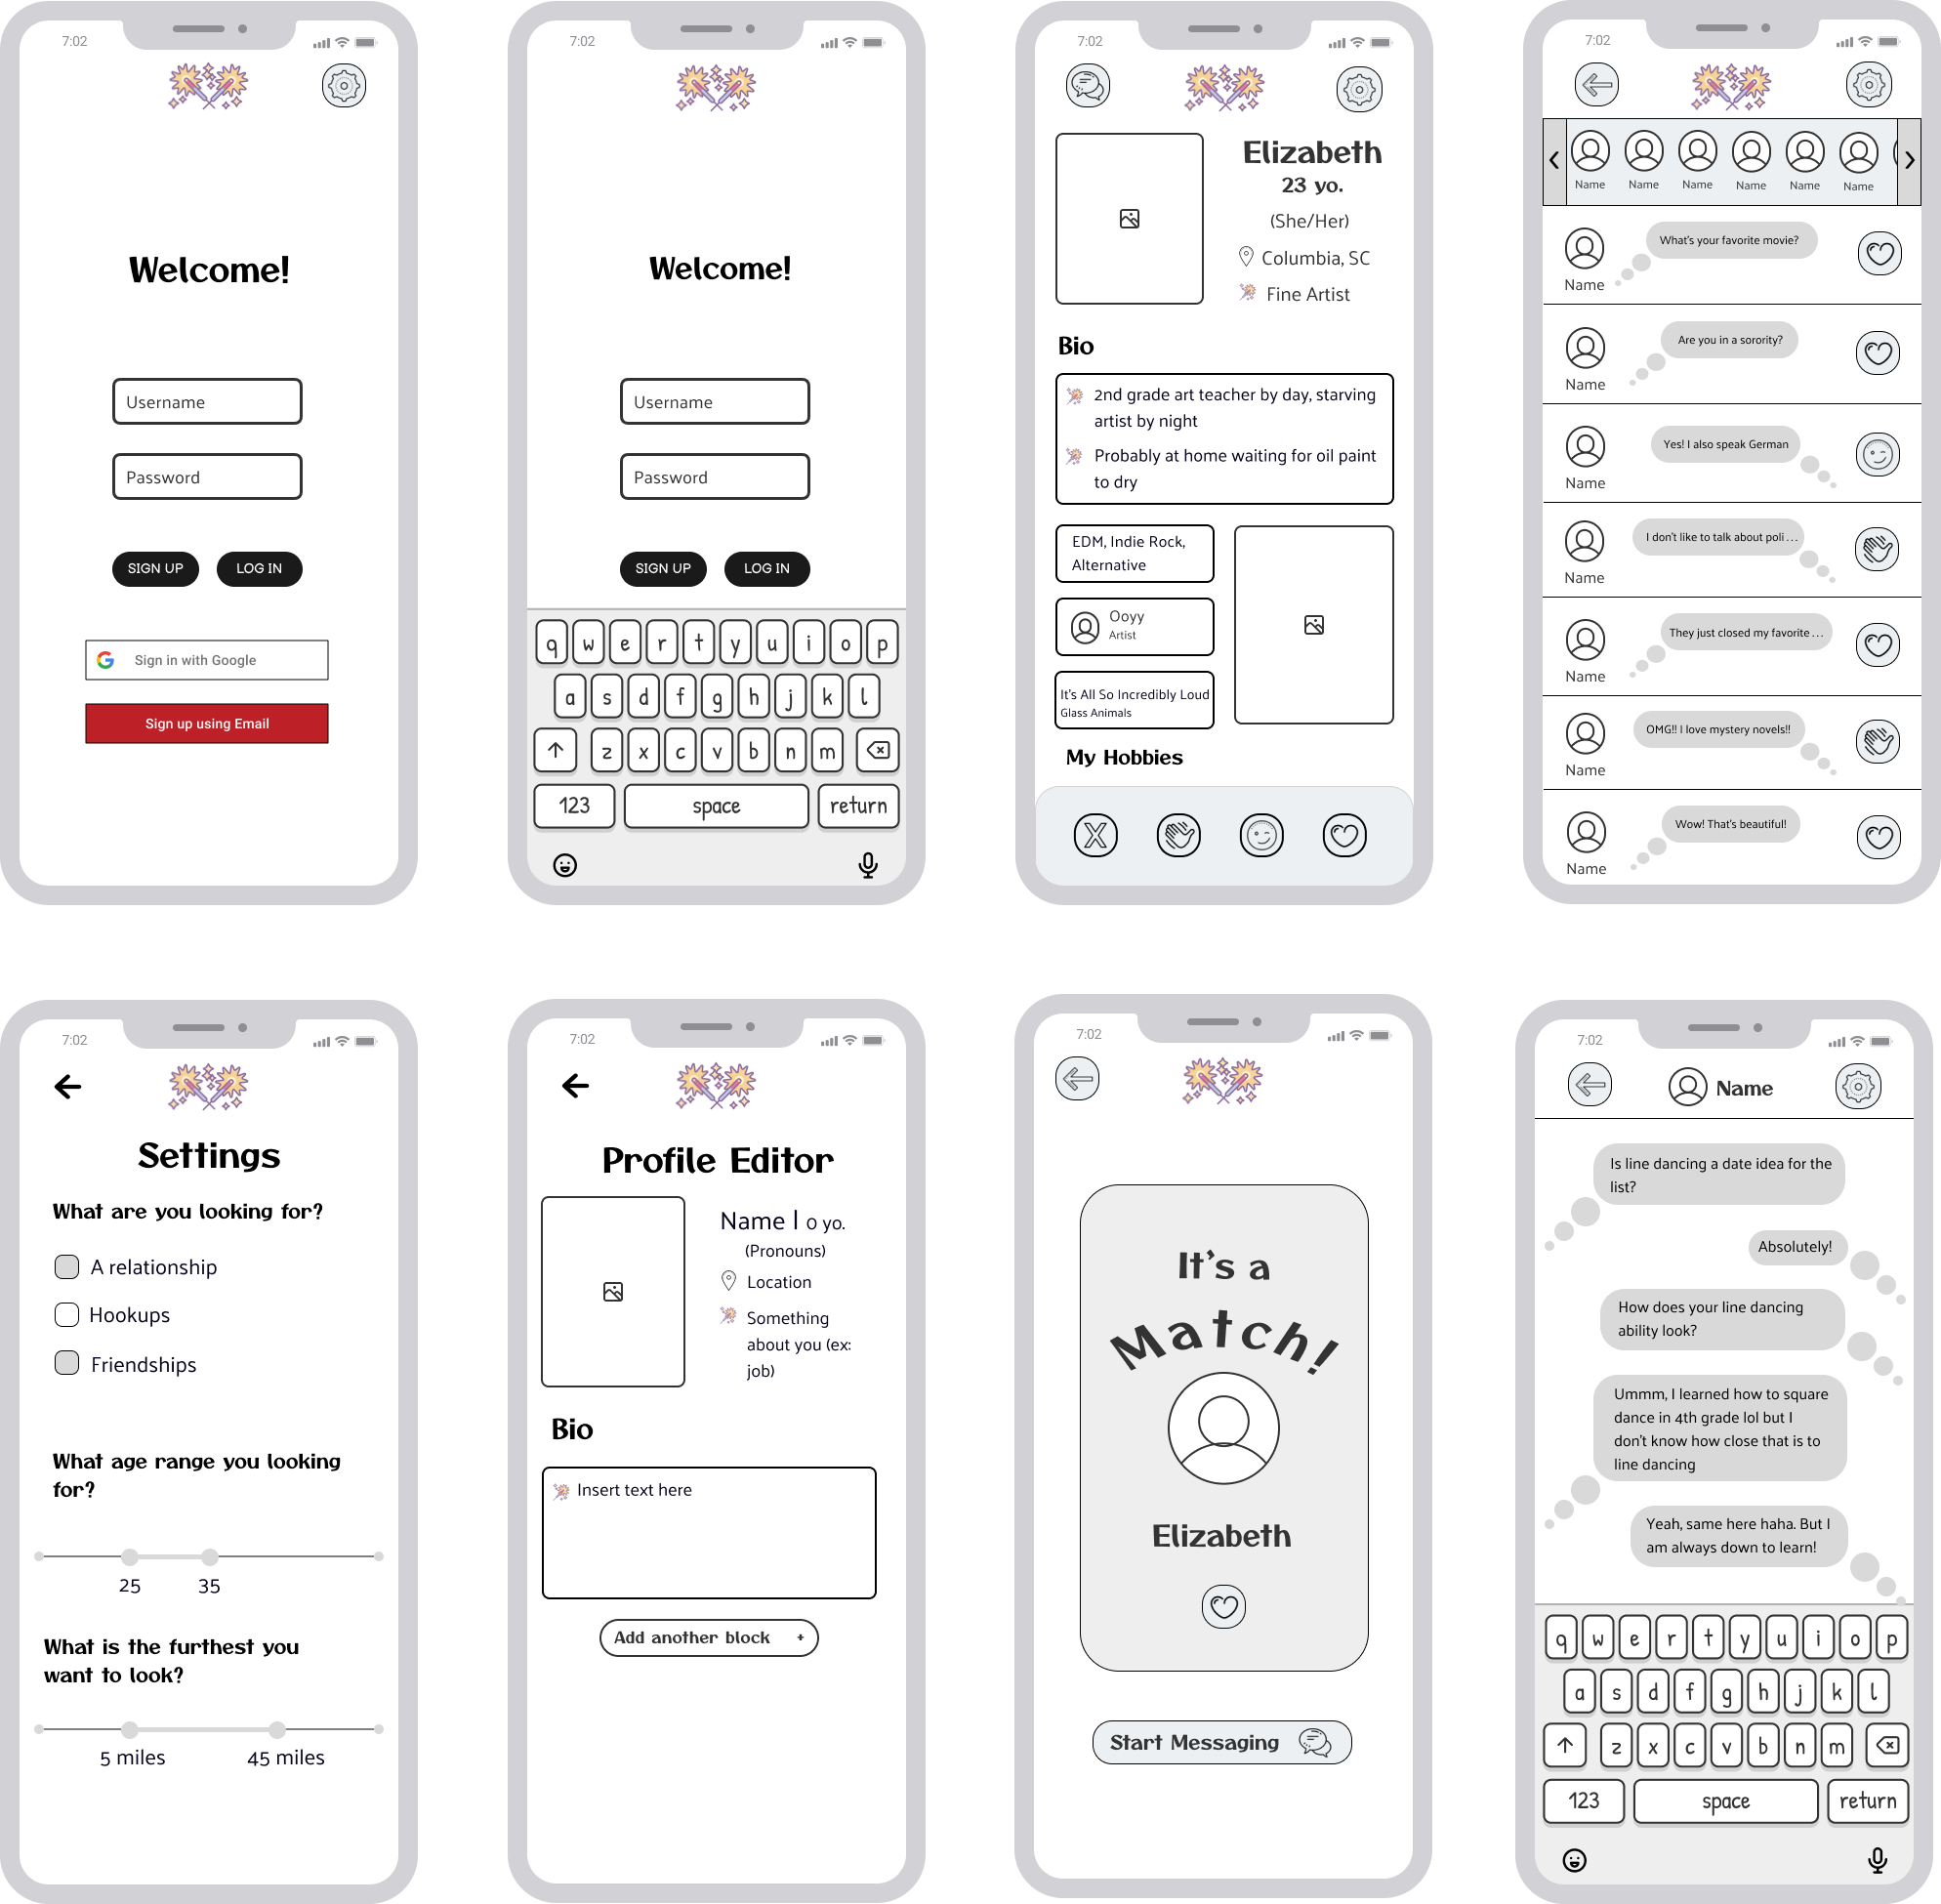 7:02
Welcome!
Username
Password
SIGN UP
LOG IN
Sign in with Google
Sign up using Email
7:02
Welcome!
Username
Password
SIGN UP
LOG IN
q w e r t y u i o p
a s d f g h j k l
z x c v b n m
123
space
return
7:02
Elizabeth
23 yo.
(She/Her)
Columbia, SC
Fine Artist
Bio
2nd grade art teacher by day, starving
artist by night
Probably at home waiting for oil paint
to dry
EDM, Indie Rock,
Alternative
Ooyy
Artist
It's All So Incredibly Loud
Glass Animals
My Hobbies
X
7:02
Name Name Name Name Name Name
What's your favorite movie?
Name
Are you in a sorority?
Name
Yes! I also speak German
Name
I don't like to talk about poli...
Name
They just closed my favorite...
Name
OMG!! I love mystery novels!!
Name
Wow! That's beautiful!
Name
7:02
Settings
What are you looking for?
A relationship
Hookups
Friendships
What age range you looking
for?
25
35
What is the furthest you
want to look?
5 miles
45 miles
7:02
Profile Editor
Name | 0 yo.
(Pronouns)
Location
Something
about you (ex:
job)
Bio
Insert text here
Add another block +
7:02
It's a
Match!
Elizabeth
Start Messaging
7:02
Name
Is line dancing a date idea for the
list?
Absolutely!
How does your line dancing
ability look?
Ummm, I learned how to square
dance in 4th grade lol but I
don't know how close that is to
line dancing
Yeah, same here haha. But I
am always down to learn!
q w e r t y u i o p
a s d f g h j k l
z x c v b n m
123
space
return